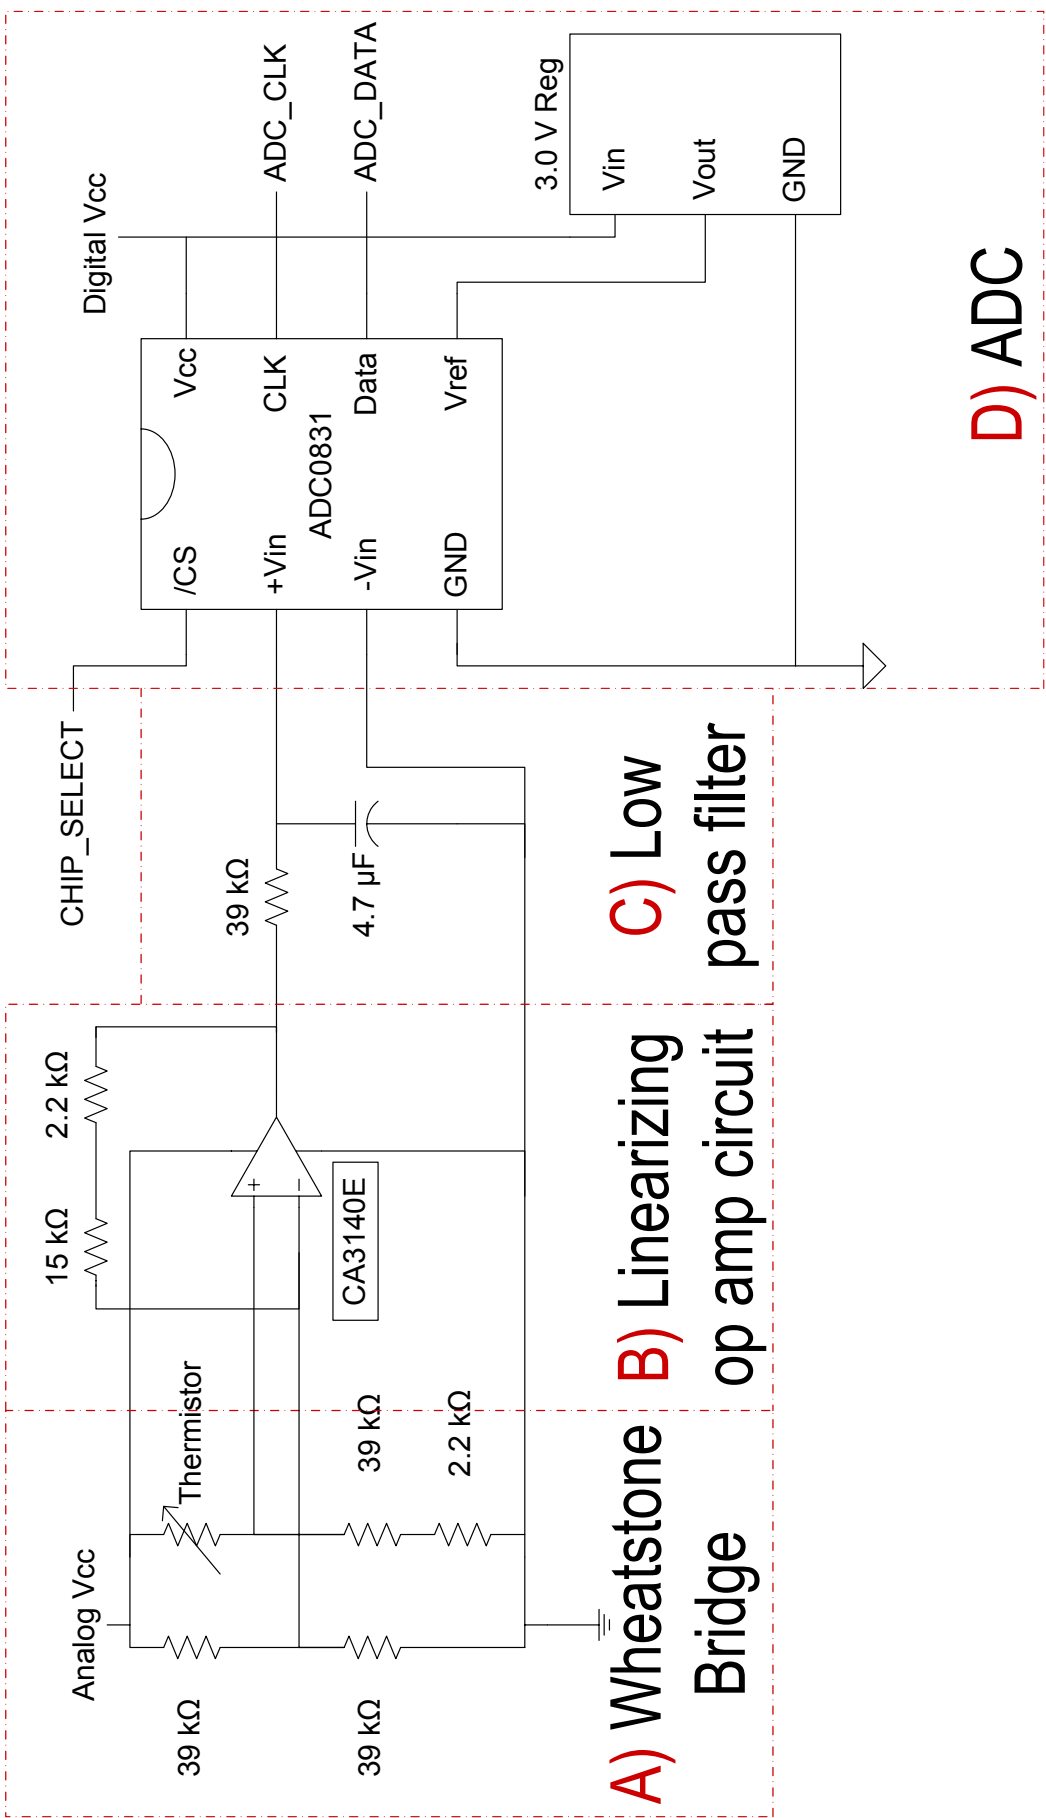 Analog Vcc
39 kΩ
39 kΩ
Thermistor
39 kΩ
2.2 kΩ
A) Wheatstone
Bridge
15 kΩ
2.2 kΩ
+
−
CA3140E
B) Linearizing
op amp circuit
CHIP_SELECT
39 kΩ
4.7 µF
C) Low
pass filter
/CS
+Vin
-Vin
GND
ADC0831
Vcc
CLK
Data
Vref
Digital Vcc
ADC_CLK
ADC_DATA
3.0 V Reg
Vin
Vout
GND
D) ADC